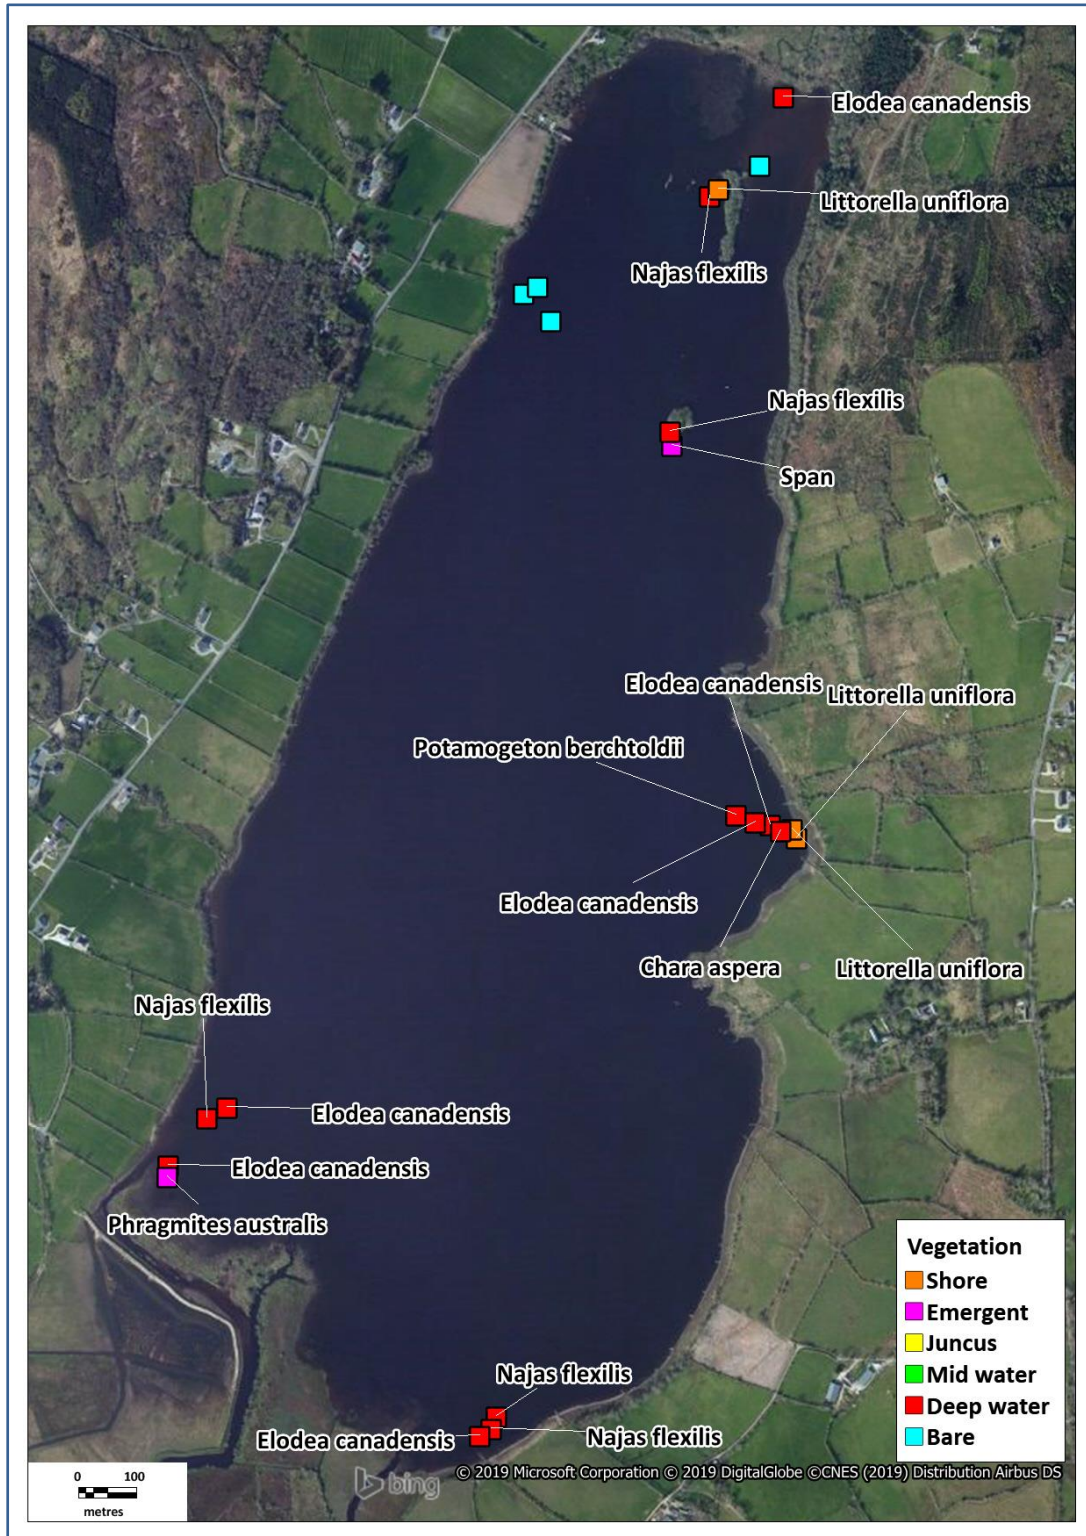 Elodea canadensis
Littorella uniflora
Najas flexilis
Najas flexilis
Span
Elodea canadensis
Littorella uniflora
Potamogeton berchtoldii
Elodea canadensis
Chara aspera
Littorella uniflora
Najas flexilis
Elodea canadensis
Elodea canadensis
Phragmites australis
Vegetation
Shore
Emergent
Juncus
Mid water
Deep water
Bare
Najas flexilis
Elodea canadensis
Najas flexilis
0 100
metres
bing
© 2019 Microsoft Corporation © 2019 DigitalGlobe ©CNES (2019) Distribution Airbus DS